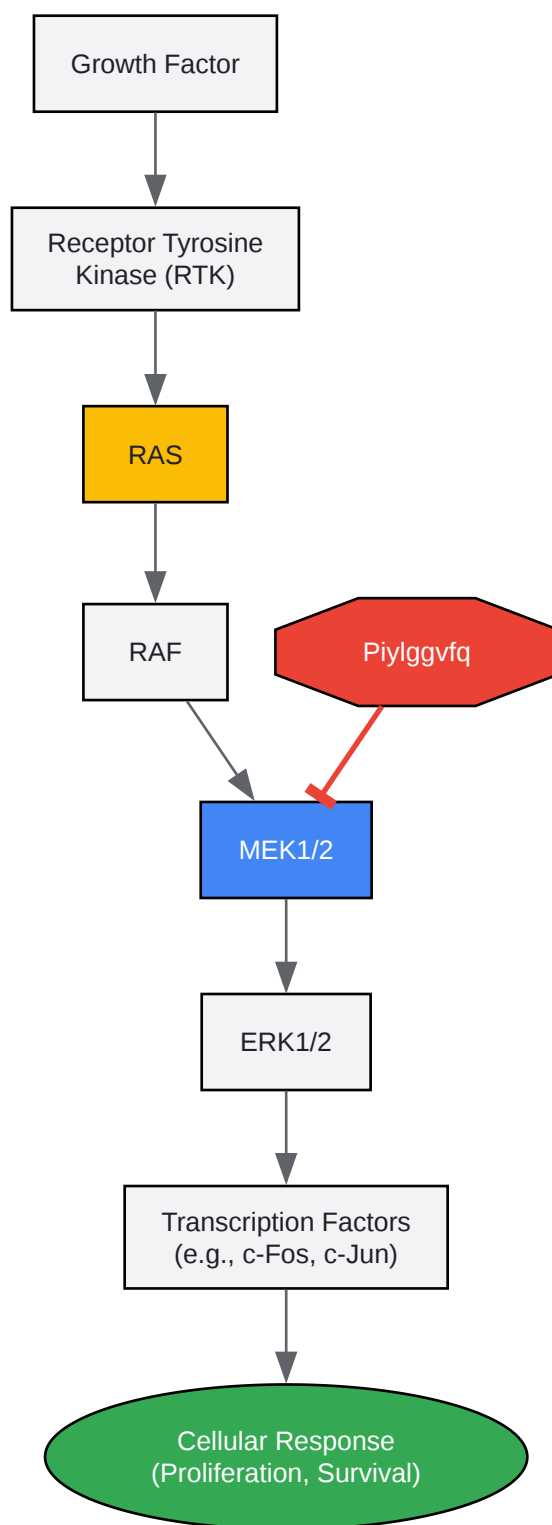 Growth Factor
Receptor Tyrosine
Kinase (RTK)
RAS
RAF
Piylggvfq
MEK1/2
ERK1/2
Transcription Factors
(e.g., c-Fos, c-Jun)
Cellular Response
(Proliferation, Survival)